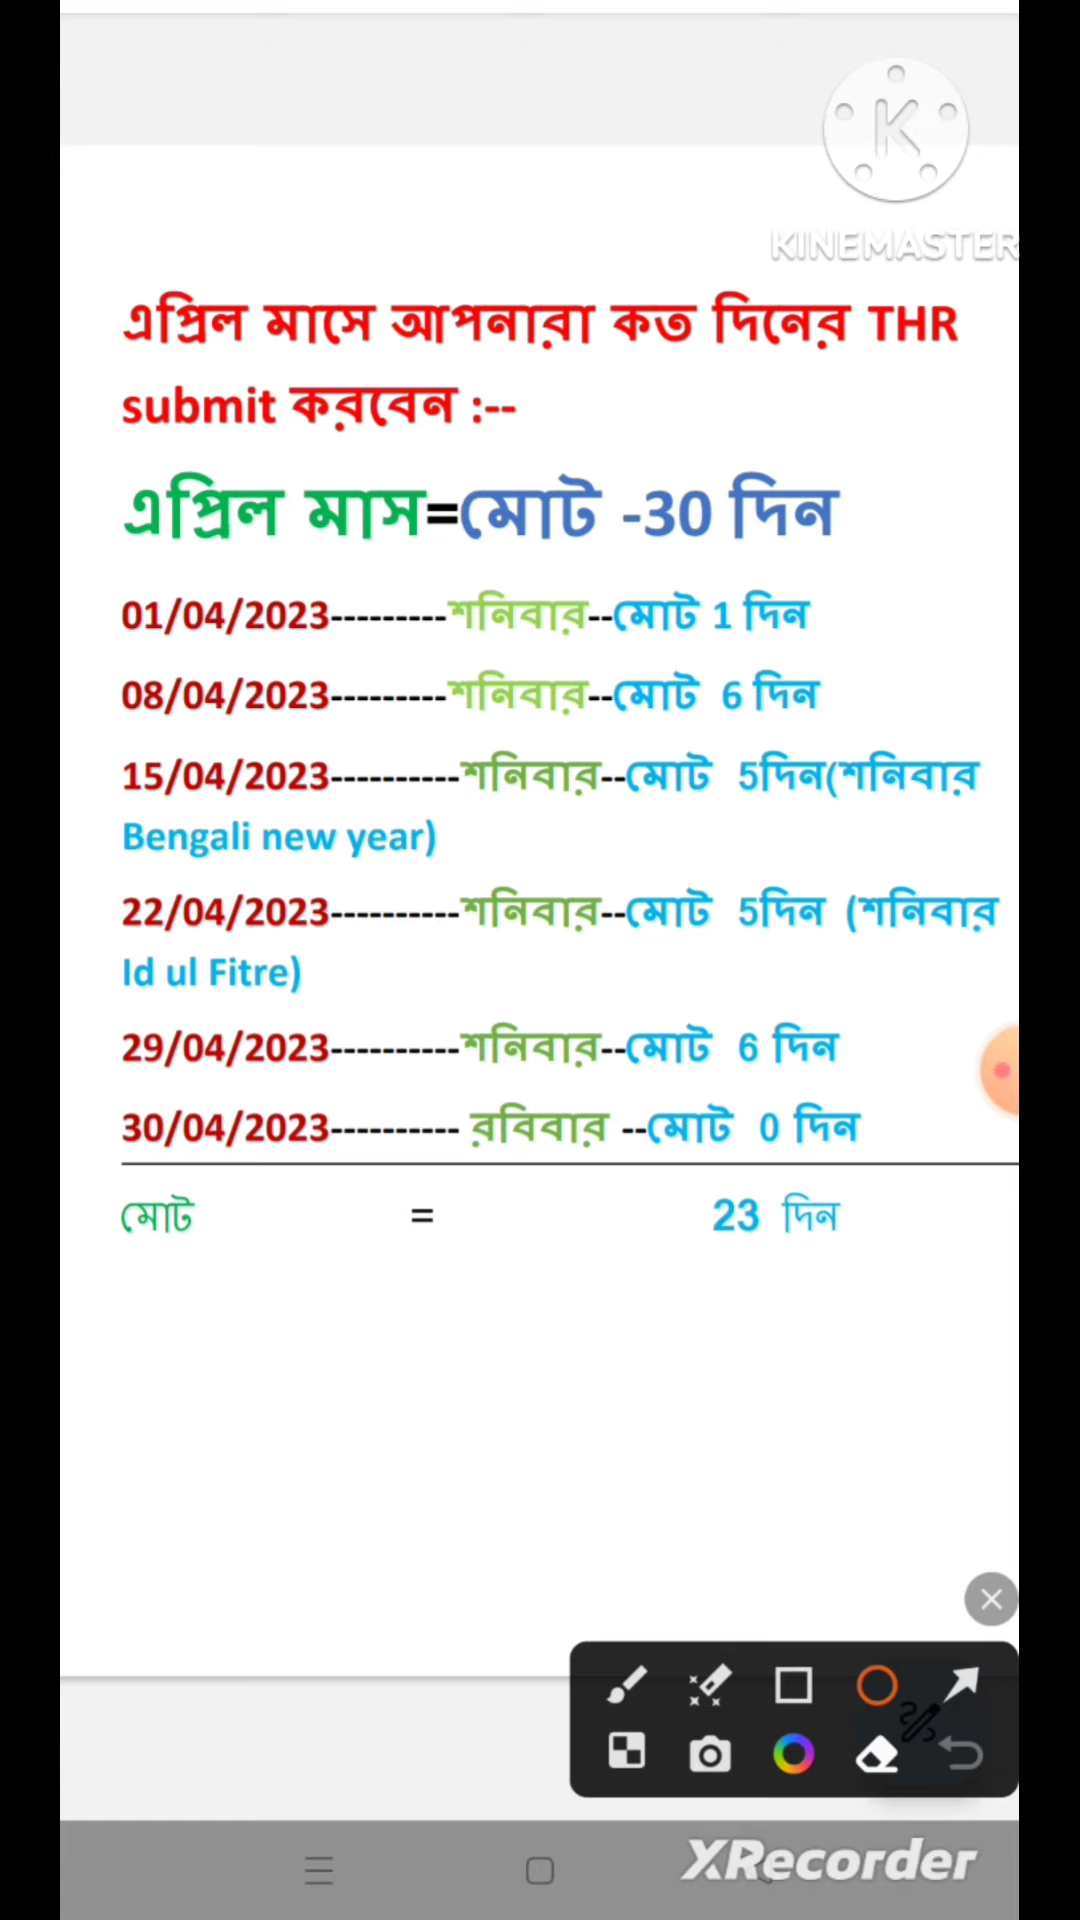 K
KINEMASTER
এপ্রিল মাসে আপনারা কত দিনের THR
submit করবেন :--
এপ্রিল মাস=মোট -30 দিন
01/04/2023---------শনিবার--মোট 1 দিন
08/04/2023---------শনিবার--মোট 6 দিন
15/04/2023----------শনিবার--মোট 5দিন(শনিবার
Bengali new year)
22/04/2023----------শনিবার--মোট 5দিন (শনিবার
Id ul Fitre)
29/04/2023----------শনিবার--মোট 6 দিন
30/04/2023---------- রবিবার --মোট 0 দিন
মোট = 23 দিন
XRecorder